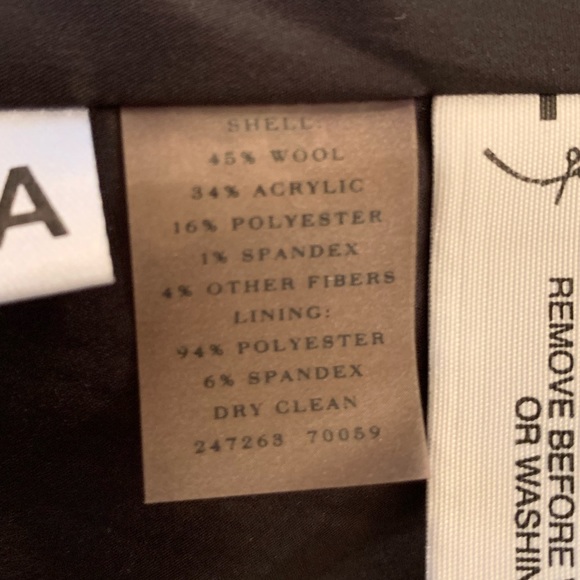 A
SHELL:
45% WOOL
34% ACRYLIC
16% POLYESTER
1% SPANDEX
4% OTHER FIBERS
LINING:
94% POLYESTER
6% SPANDEX
DRY CLEAN
247263 70059
REMOVE BEFORE
OR WASHIN